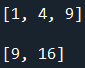 [1, 4, 9]
[9, 16]